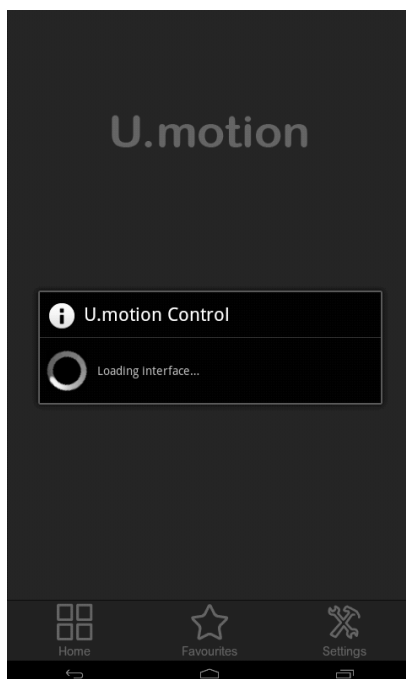 U.motion
U.motion Control
Loading interface...
Home
Favourites
Settings